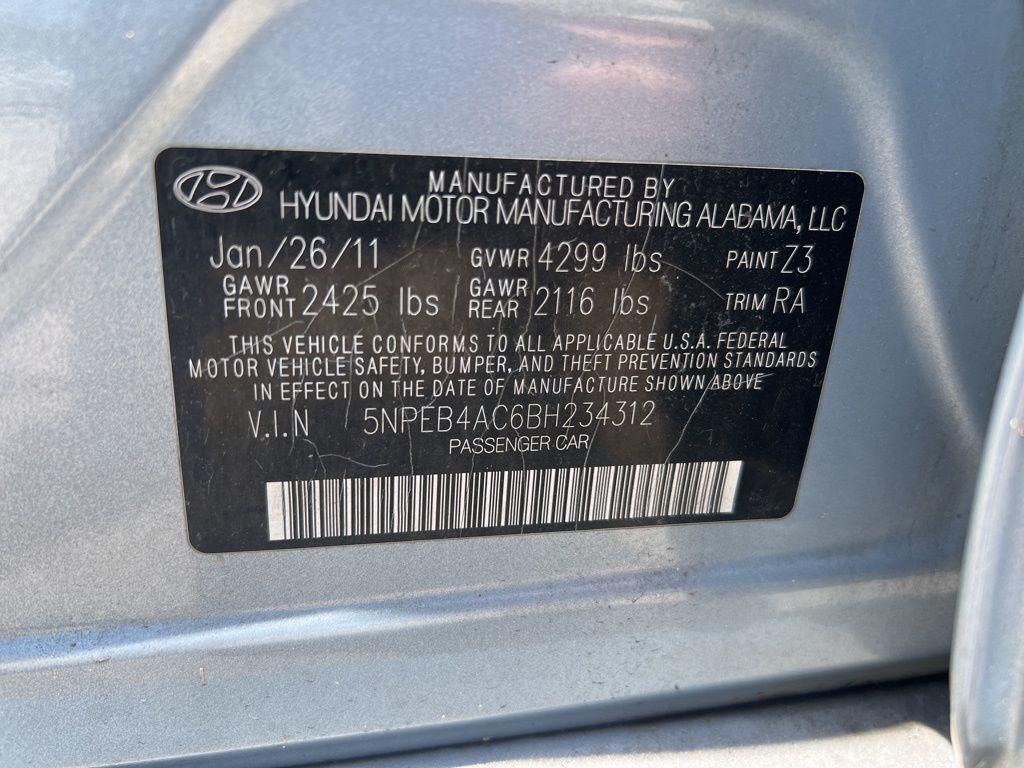 MANUFACTURED BY
HYUNDAI MOTOR MANUFACTURING ALABAMA, LLC
Jan/26/11 GVWR 4299 lbs PAINT Z3
GAWR FRONT 2425 lbs GAWR REAR 2116 lbs TRIM RA
THIS VEHICLE CONFORMS TO ALL APPLICABLE U.S.A. FEDERAL
MOTOR VEHICLE SAFETY, BUMPER, AND THEFT PREVENTION STANDARDS
IN EFFECT ON THE DATE OF MANUFACTURE SHOWN ABOVE
V.I.N 5NPEB4AC6BH234312
PASSENGER CAR